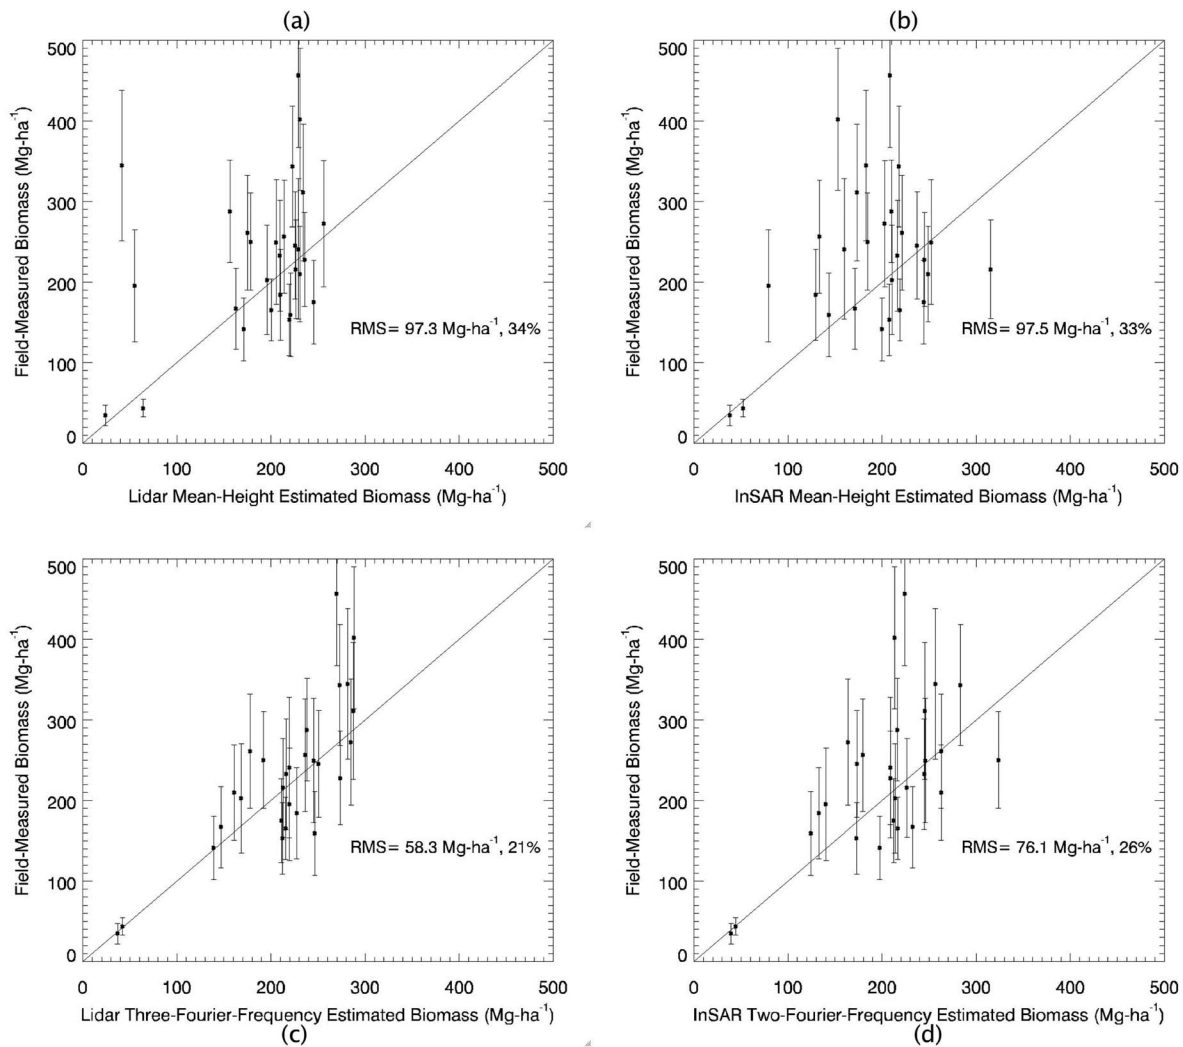 (a)
500
400
300
200
100
0
Field-Measured Biomass (Mg-ha⁻¹)
RMS= 97.3 Mg-ha⁻¹, 34%
0 100 200 300 400 500
Lidar Mean-Height Estimated Biomass (Mg-ha⁻¹)
(b)
500
400
300
200
100
0
Field-Measured Biomass (Mg-ha⁻¹)
RMS= 97.5 Mg-ha⁻¹, 33%
0 100 200 300 400 500
InSAR Mean-Height Estimated Biomass (Mg-ha⁻¹)
500
400
300
200
100
0
Field-Measured Biomass (Mg-ha⁻¹)
RMS= 58.3 Mg-ha⁻¹, 21%
0 100 200 300 400 500
Lidar Three-Fourier-Frequency Estimated Biomass (Mg-ha⁻¹)
(c)
500
400
300
200
100
0
Field-Measured Biomass (Mg-ha⁻¹)
RMS= 76.1 Mg-ha⁻¹, 26%
0 100 200 300 400 500
InSAR Two-Fourier-Frequency Estimated Biomass (Mg-ha⁻¹)
(d)